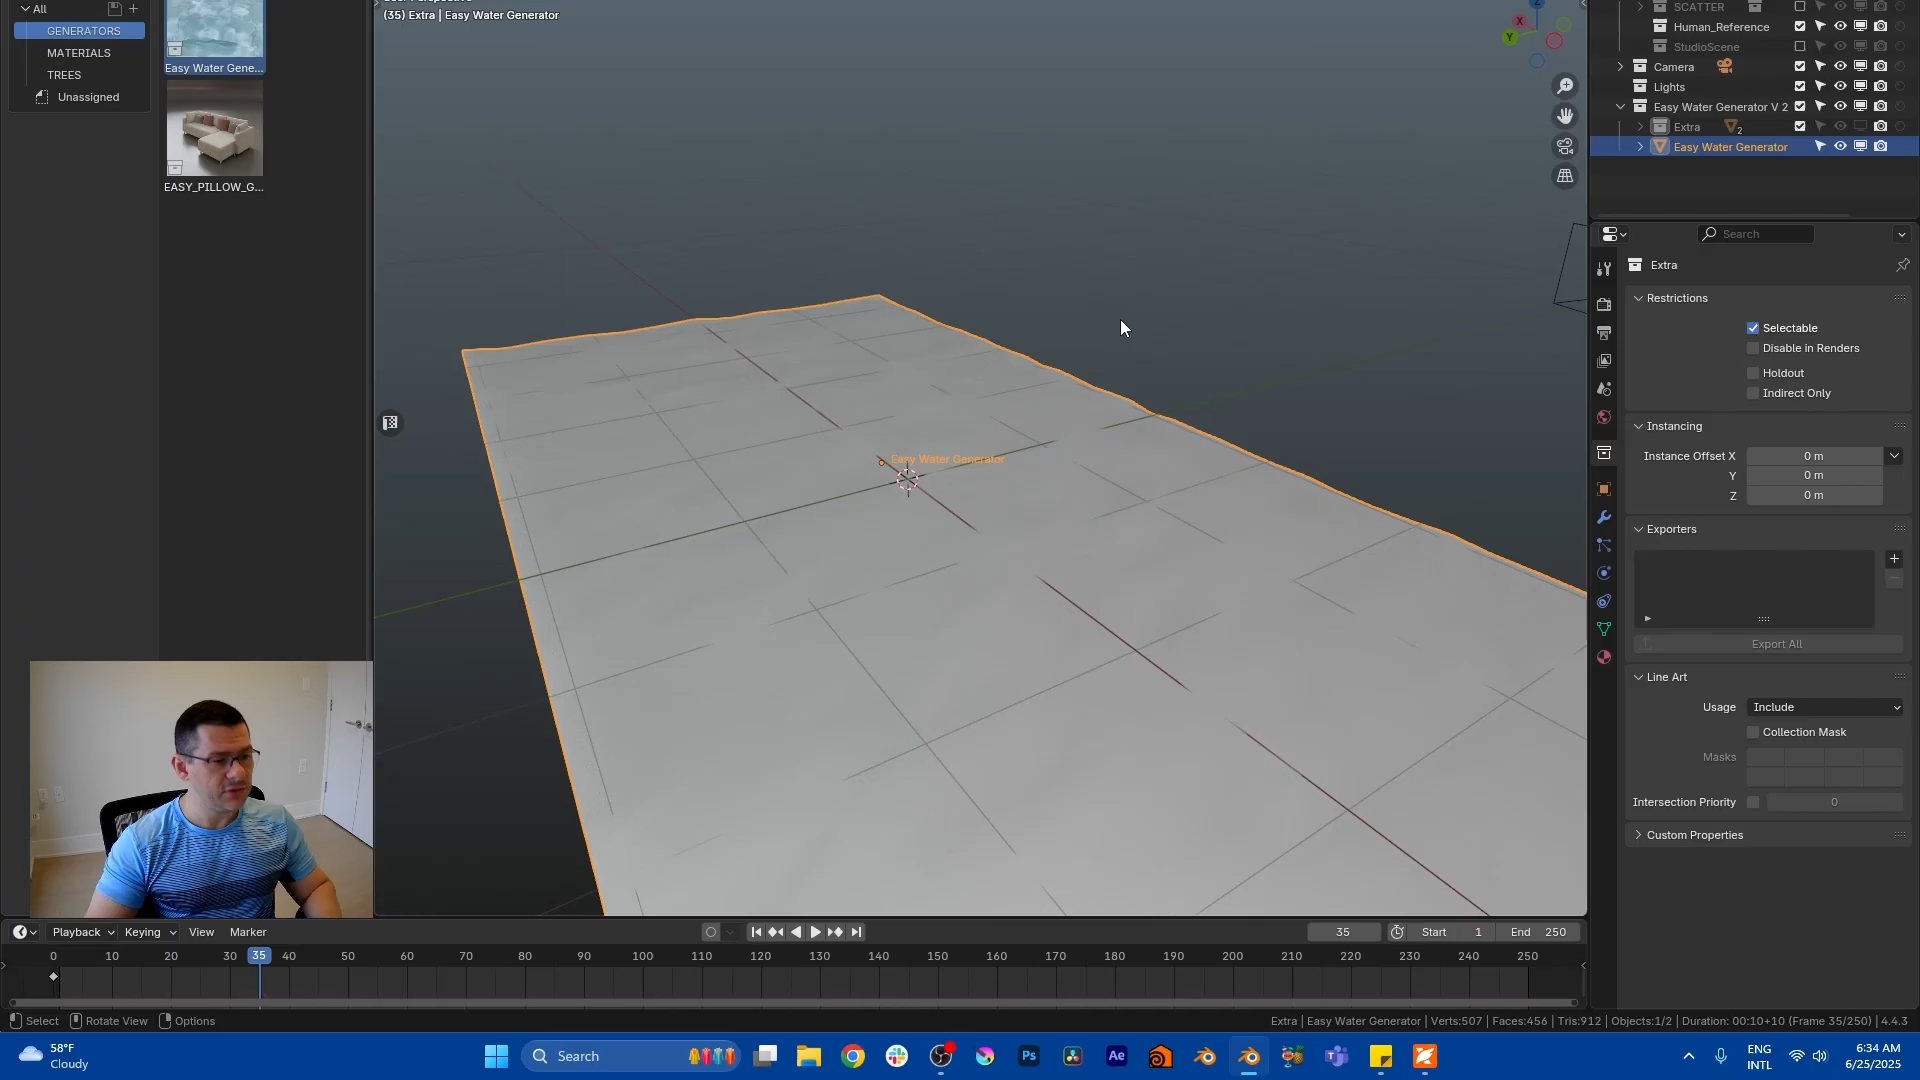 All
GENERATORS
MATERIALS
TREES
Unassigned
Easy Water Gene...
EASY_PILLOW_G...
(35) Extra | Easy Water Generator
X
Y
Z
Easy Water Generator
SCATTER
Human_Reference
StudioScene
Camera
Lights
Easy Water Generator V 2
Extra
2
Easy Water Generator
Search
Extra
Restrictions
Selectable
Disable in Renders
Holdout
Indirect Only
Instancing
Instance Offset X
0 m
Y
0 m
Z
0 m
Exporters
Export All
Line Art
Usage
Include
Collection Mask
Masks
Intersection Priority
0
Custom Properties
Playback
Keying
View
Marker
35
Start
1
End
250
0
10
20
30
35
40
50
60
70
80
90
100
110
120
130
140
150
160
170
180
190
200
210
220
230
240
250
Select
Rotate View
Options
Extra | Easy Water Generator | Verts:507 | Faces:456 | Tris:912 | Objects:1/2 | Duration: 00:10+10 (Frame 35/250) | 4.4.3
58°F
Cloudy
Search
Ps
Ae
ENG
INTL
6:34 AM
6/25/2025